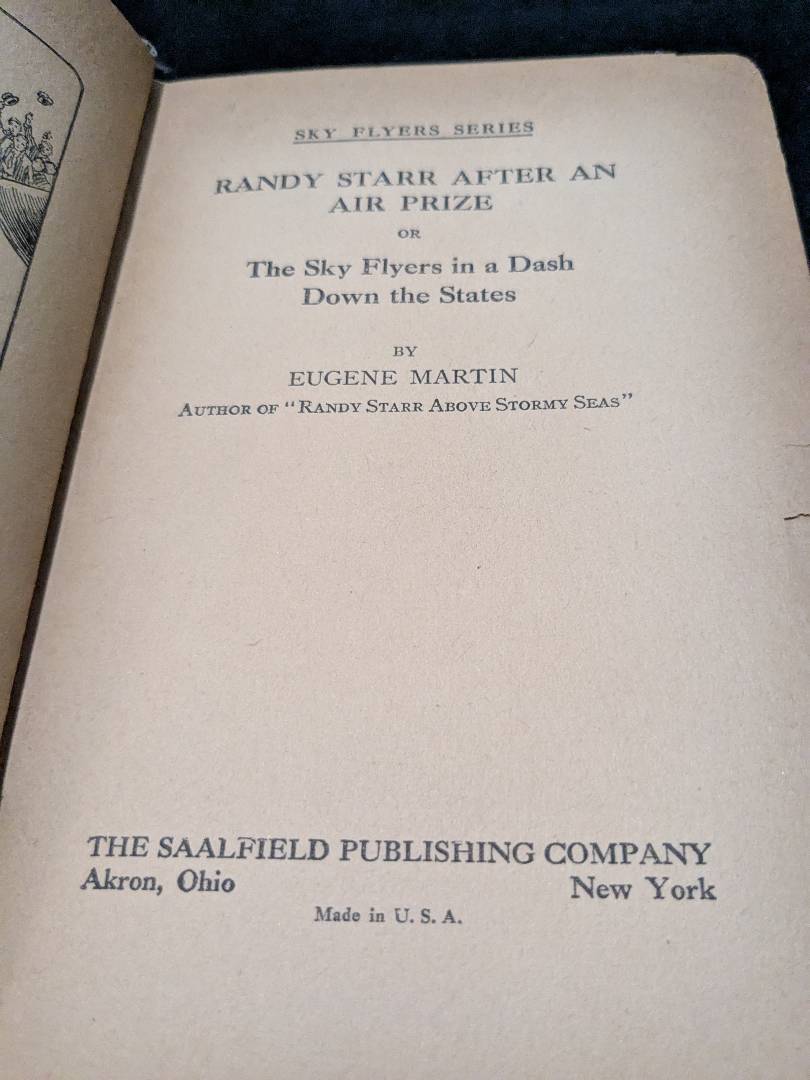 SKY FLYERS SERIES
RANDY STARR AFTER AN
AIR PRIZE
OR
The Sky Flyers in a Dash
Down the States
BY
EUGENE MARTIN
AUTHOR OF "RANDY STARR ABOVE STORMY SEAS"
THE SAALFIELD PUBLISHING COMPANY
Akron, Ohio New York
Made in U. S. A.